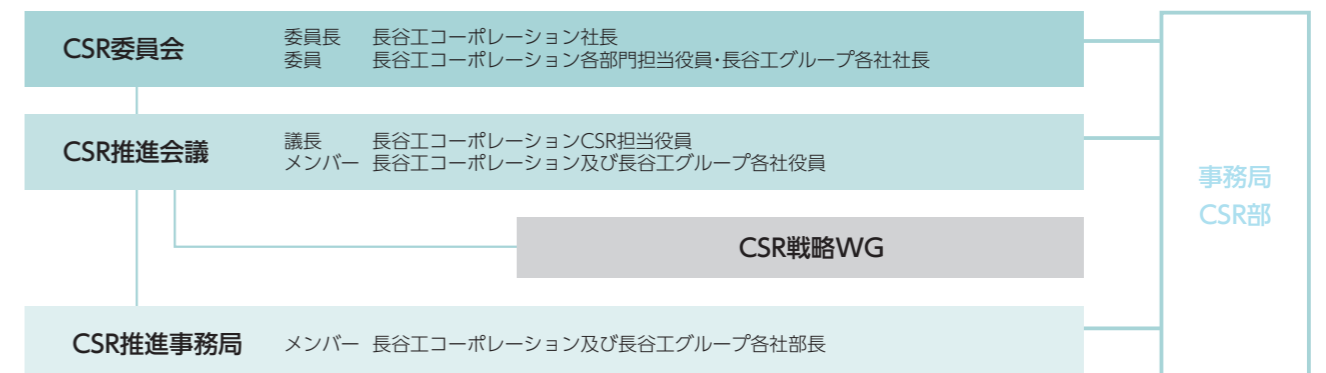 CSR委員会
委員長 長谷工コーポレーション社長
委員 長谷工コーポレーション各部門担当役員・長谷工グループ各社社長
CSR推進会議
議長 長谷工コーポレーションCSR担当役員
メンバー 長谷工コーポレーション及び長谷工グループ各社役員
CSR戦略WG
CSR推進事務局
メンバー 長谷工コーポレーション及び長谷工グループ各社部長
事務局
CSR部